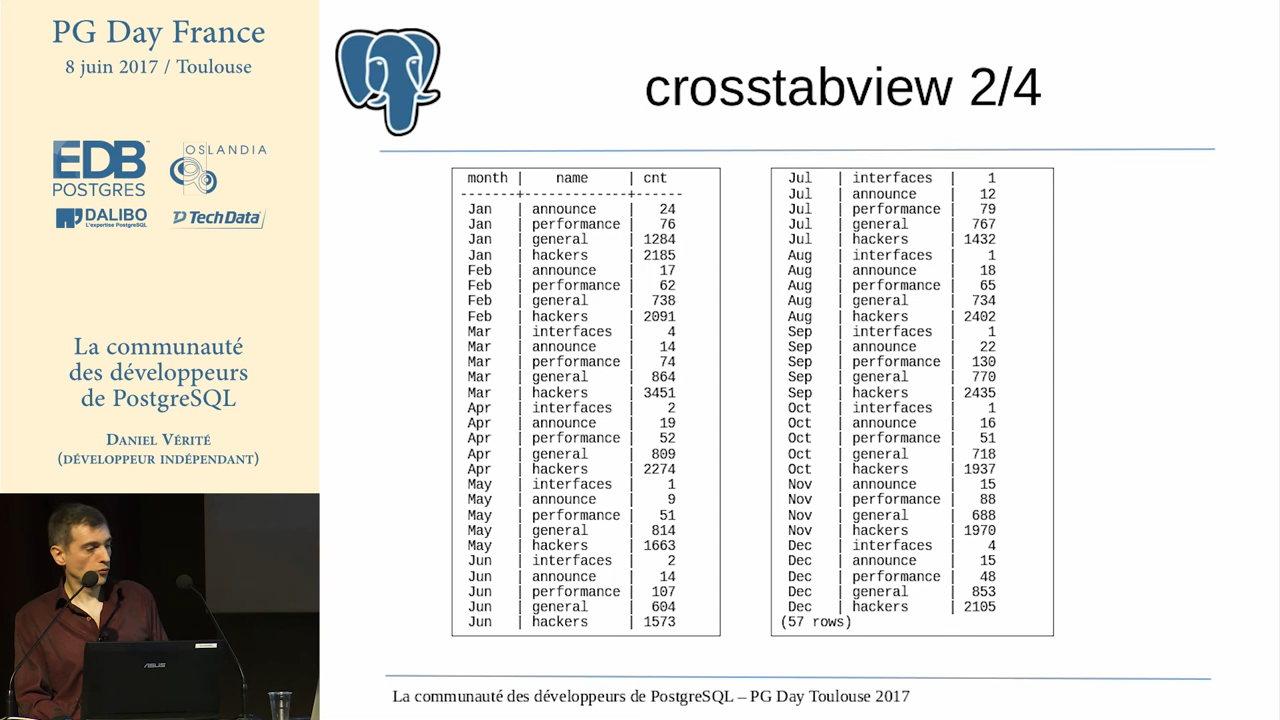 PG Day France
8 juin 2017 / Toulouse
EDB
POSTGRES
OSLANDIA
DALIBO
L'expertise PostgreSQL
Tech Data
La communauté
des développeurs
de PostgreSQL
DANIEL VÉRITÉ
(DÉVELOPPEUR INDÉPENDANT)
ASUS
crosstabview 2/4
month | name | cnt
-------+-------------+------
Jan | announce | 24
Jan | performance | 76
Jan | general | 1284
Jan | hackers | 2185
Feb | announce | 17
Feb | performance | 62
Feb | general | 738
Feb | hackers | 2091
Mar | interfaces | 4
Mar | announce | 14
Mar | performance | 74
Mar | general | 864
Mar | hackers | 3451
Apr | interfaces | 2
Apr | announce | 19
Apr | performance | 52
Apr | general | 809
Apr | hackers | 2274
May | interfaces | 1
May | announce | 9
May | performance | 51
May | general | 814
May | hackers | 1663
Jun | interfaces | 2
Jun | announce | 14
Jun | performance | 107
Jun | general | 604
Jun | hackers | 1573
Jul | interfaces | 1
Jul | announce | 12
Jul | performance | 79
Jul | general | 767
Jul | hackers | 1432
Aug | interfaces | 1
Aug | announce | 18
Aug | performance | 65
Aug | general | 734
Aug | hackers | 2402
Sep | interfaces | 1
Sep | announce | 22
Sep | performance | 130
Sep | general | 770
Sep | hackers | 2435
Oct | interfaces | 1
Oct | announce | 16
Oct | performance | 51
Oct | general | 718
Oct | hackers | 1937
Nov | announce | 15
Nov | performance | 88
Nov | general | 688
Nov | hackers | 1970
Dec | interfaces | 4
Dec | announce | 15
Dec | performance | 48
Dec | general | 853
Dec | hackers | 2105
(57 rows)
La communauté des développeurs de PostgreSQL – PG Day Toulouse 2017